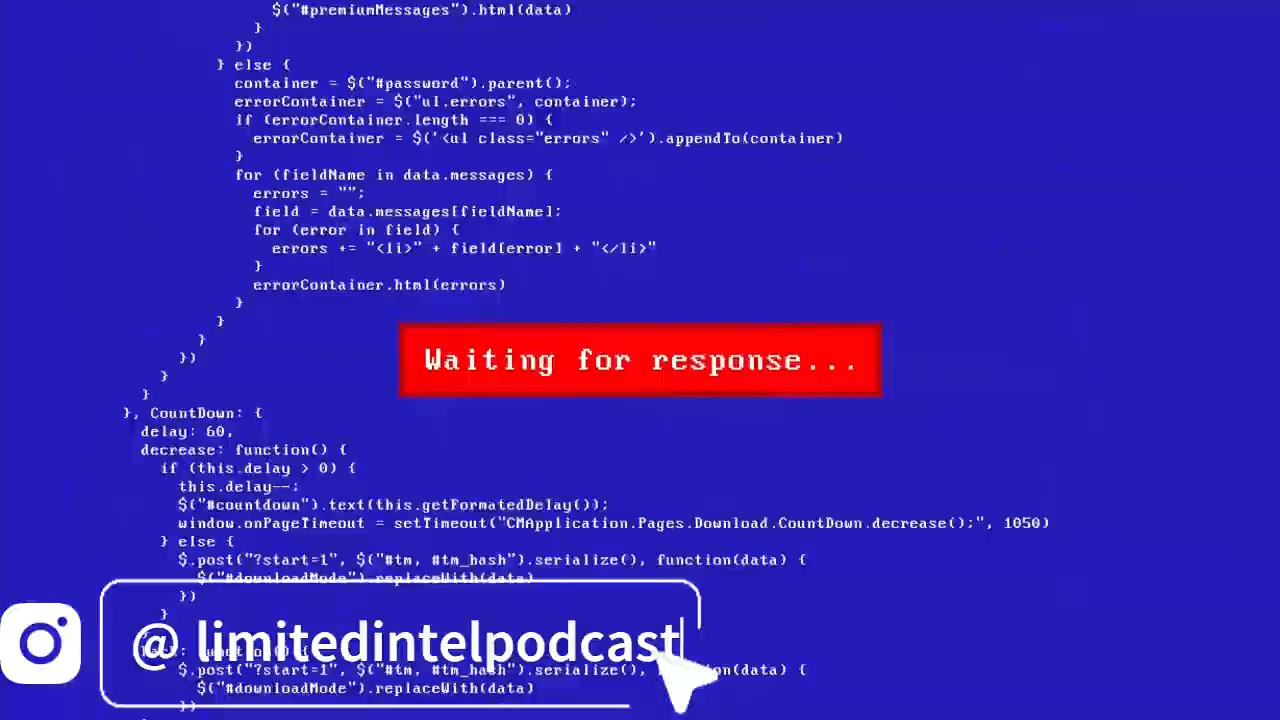 $("#premiumMessages").html(data)
}
})
} else {
container = $("#password").parent();
errorContainer = $("ul.errors", container);
if (errorContainer.length === 0) {
errorContainer = $('<ul class="errors" />').appendTo(container)
}
for (fieldName in data.messages) {
errors = "";
field = data.messages[fieldName];
for (error in field) {
errors += "<li>" + field[error] + "</li>"
}
errorContainer.html(errors)
}
}
}
})
Waiting for response...
}
}
}, CountDown: {
delay: 60,
decrease: function() {
if (this.delay > 0) {
this.delay--;
$("#countdown").text(this.getFormatedDelay());
window.onPageTimeout = setTimeout("CMApplication.Pages.Download.CountDown.decrease();", 1050)
} else {
$.post("?start=1", $("#tm, #tm_hash").serialize(), function(data) {
$("#downloadMode").replaceWith(data)
})
}
@ limitedintelpodcast
$.post("?start=1", $("#tm, #tm_hash").serialize(), (data) {
$("#downloadMode").replaceWith(data)
})